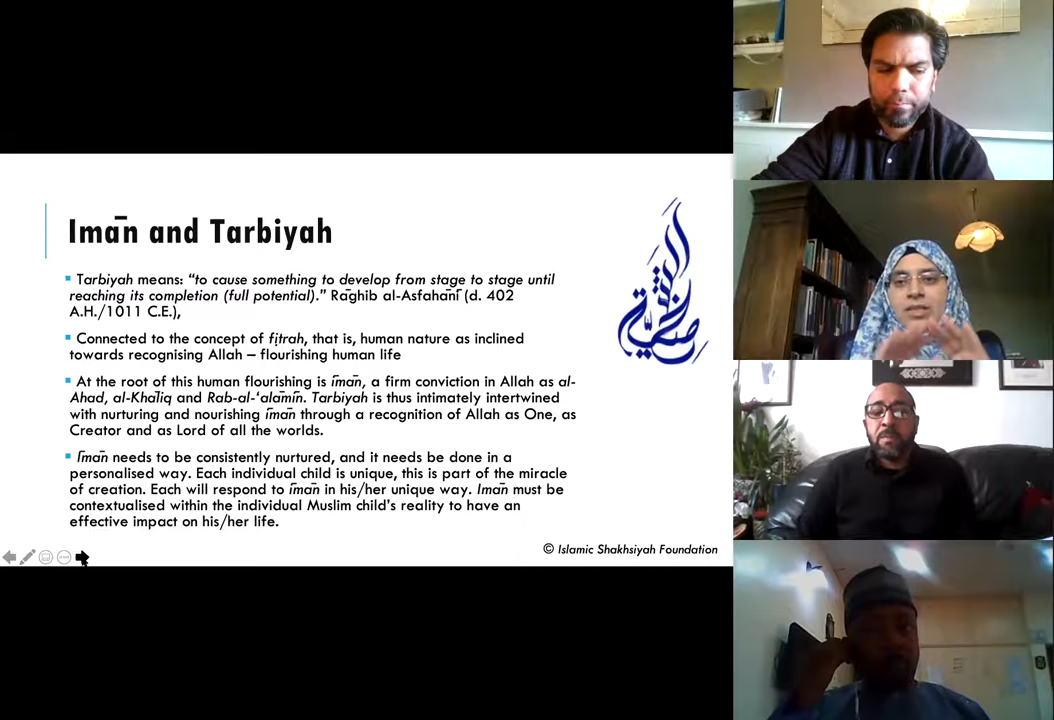 Imān and Tarbiyah
Tarbiyah means: “to cause something to develop from stage to stage until
reaching its completion (full potential).” Rāghib al-Asfahānī (d. 402
A.H./1011 C.E.),
Connected to the concept of fiṭrah, that is, human nature as inclined
towards recognising Allah – flourishing human life
At the root of this human flourishing is īmān, a firm conviction in Allah as al-
Ahad, al-Khāliq and Rab-al-‘alamīn. Tarbiyah is thus intimately intertwined
with nurturing and nourishing īmān through a recognition of Allah as One, as
Creator and as Lord of all the worlds.
Īmān needs to be consistently nurtured, and it needs be done in a
personalised way. Each individual child is unique, this is part of the miracle
of creation. Each will respond to īmān in his/her unique way. Imān must be
contextualised within the individual Muslim child’s reality to have an
effective impact on his/her life.
© Islamic Shakhsiyah Foundation